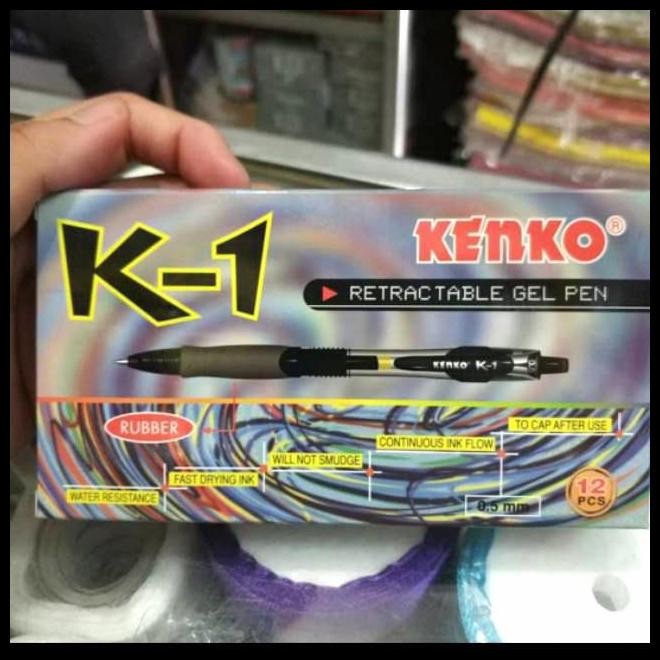 K-1
KENKO®
RETRACTABLE GEL PEN
KENKO K-1
RUBBER
TO CAP AFTER USE
CONTINUOUS INK FLOW
WILL NOT SMUDGE
FAST DRYING INK
WATER RESISTANCE
0.5 mm
12
PCS